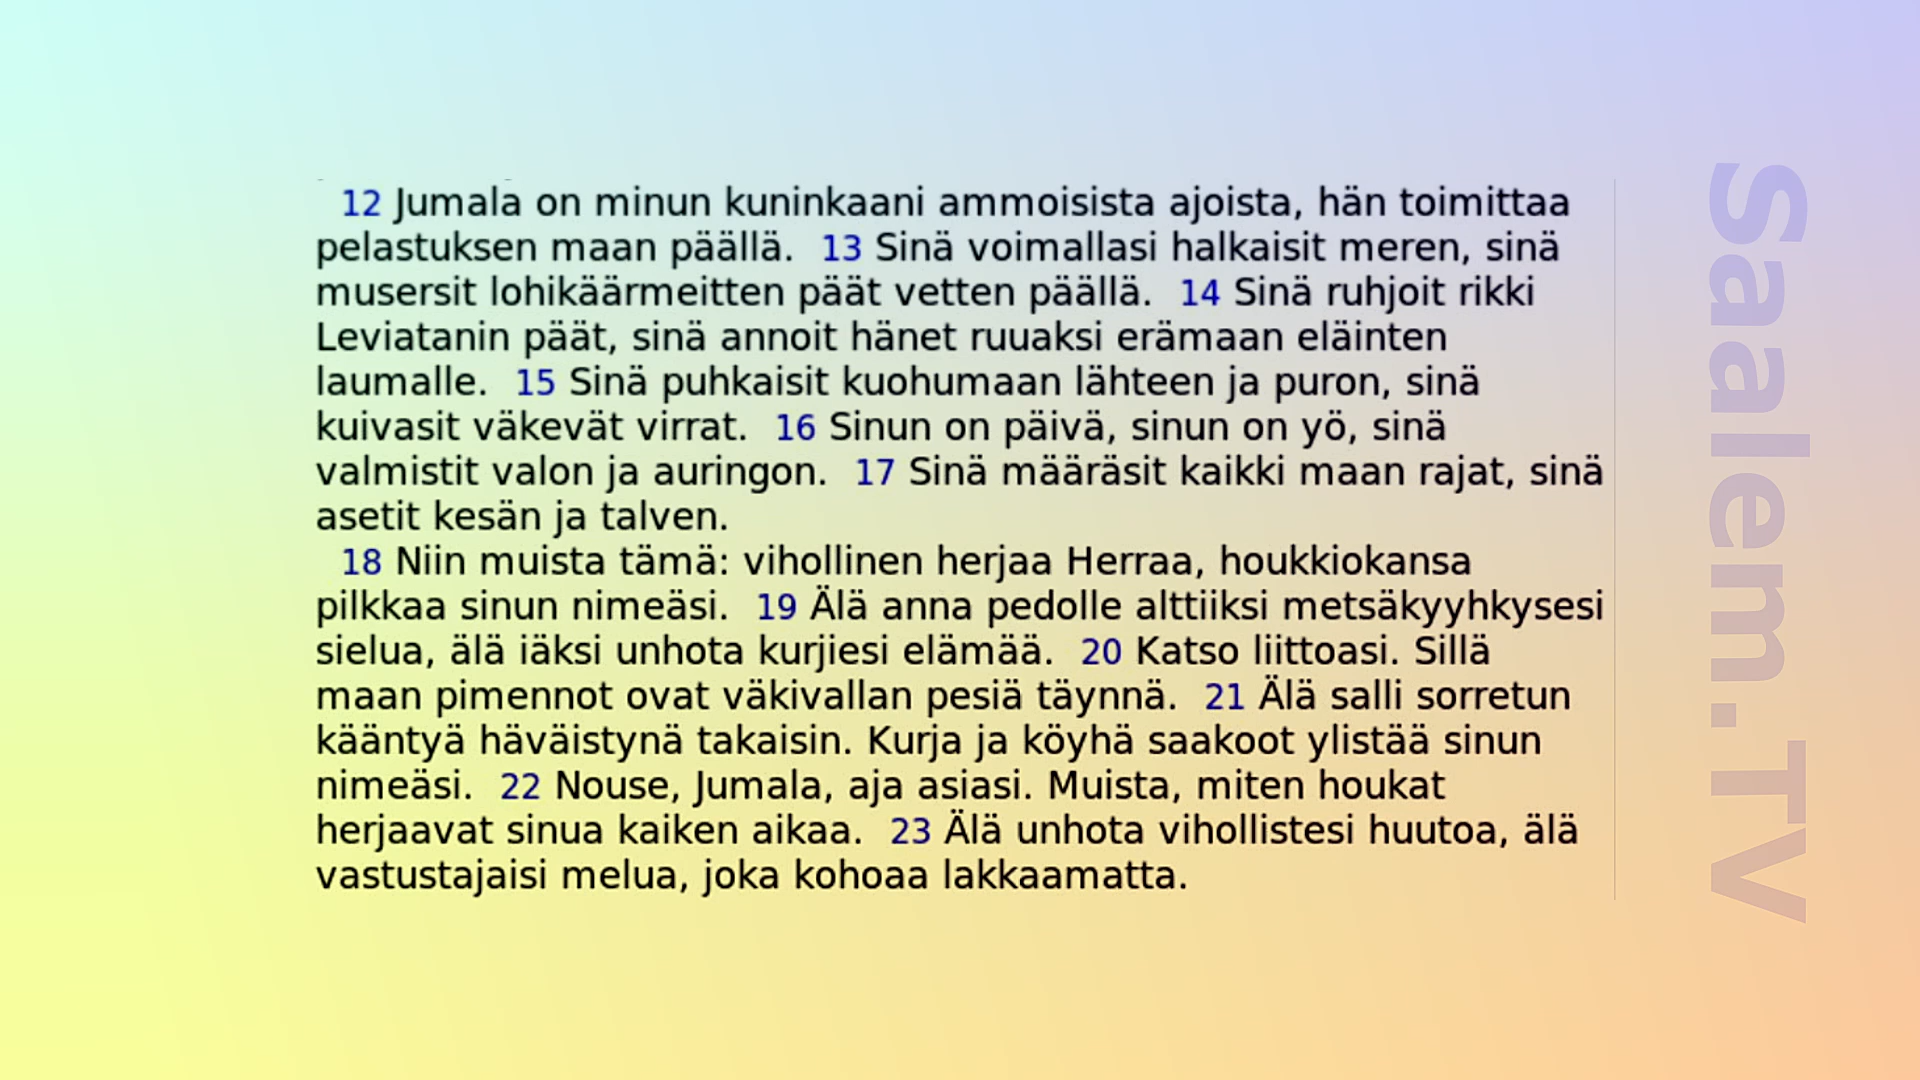 12 Jumala on minun kuninkaani ammoisista ajoista, hän toimittaa
pelastuksen maan päällä. 13 Sinä voimallasi halkaisit meren, sinä
musersit lohikäärmeitten päät vetten päällä. 14 Sinä ruhjoit rikki
Leviatanin päät, sinä annoit hänet ruuaksi erämaan eläinten
laumalle. 15 Sinä puhkaisit kuohumaan lähteen ja puron, sinä
kuivasit väkevät virrat. 16 Sinun on päivä, sinun on yö, sinä
valmistit valon ja auringon. 17 Sinä määräsit kaikki maan rajat, sinä
asetit kesän ja talven.
18 Niin muista tämä: vihollinen herjaa Herraa, houkkiokansa
pilkkaa sinun nimeäsi. 19 Älä anna pedolle alttiiksi metsäkyyhkysesi
sielua, älä iäksi unhota kurjiesi elämää. 20 Katso liittoasi. Sillä
maan pimennot ovat väkivallan pesiä täynnä. 21 Älä salli sorretun
kääntyä häväistynä takaisin. Kurja ja köyhä saakoot ylistää sinun
nimeäsi. 22 Nouse, Jumala, aja asiasi. Muista, miten houkat
herjaavat sinua kaiken aikaa. 23 Älä unhota vihollistesi huutoa, älä
vastustajaisi melua, joka kohoaa lakkaamatta.
Saalem.TV